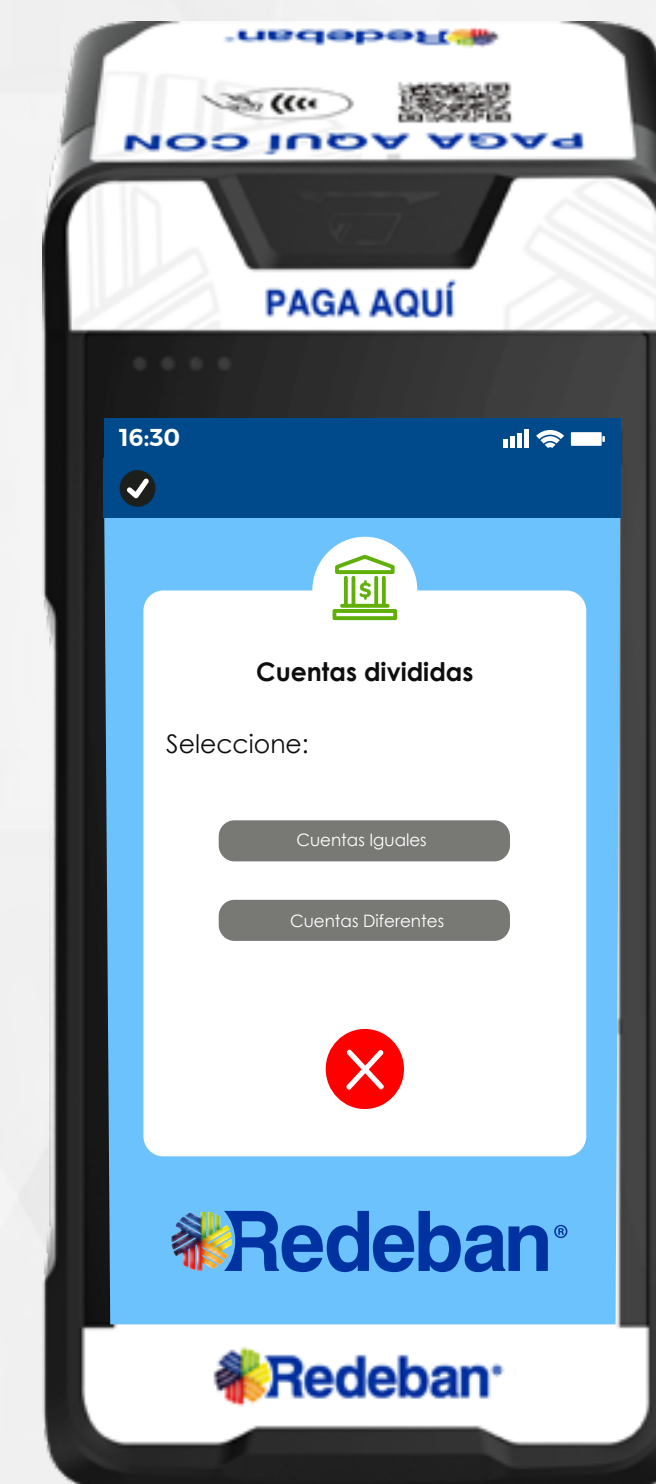 Redeban
PAGA AQUÍ CON
PAGA AQUÍ
16:30
Cuentas divididas
Seleccione:
Cuentas Iguales
Cuentas Diferentes
Redeban®
Redeban